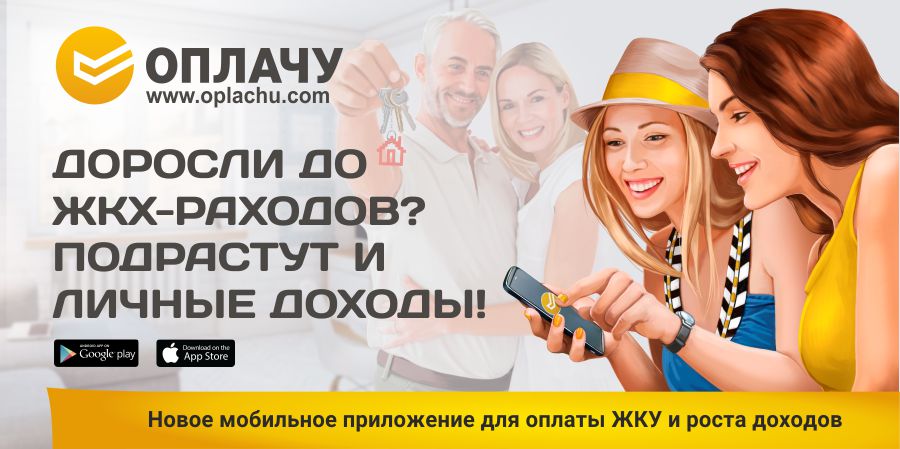 ОПЛАЧУ
www.oplachu.com
ДОРОСЛИ ДО
ЖКХ-РАХОДОВ?
ПОДРАСТУТ И
ЛИЧНЫЕ ДОХОДЫ!
ANDROID APP ON
Google play
Download on the
App Store
Новое мобильное приложение для оплаты ЖКУ и роста доходов